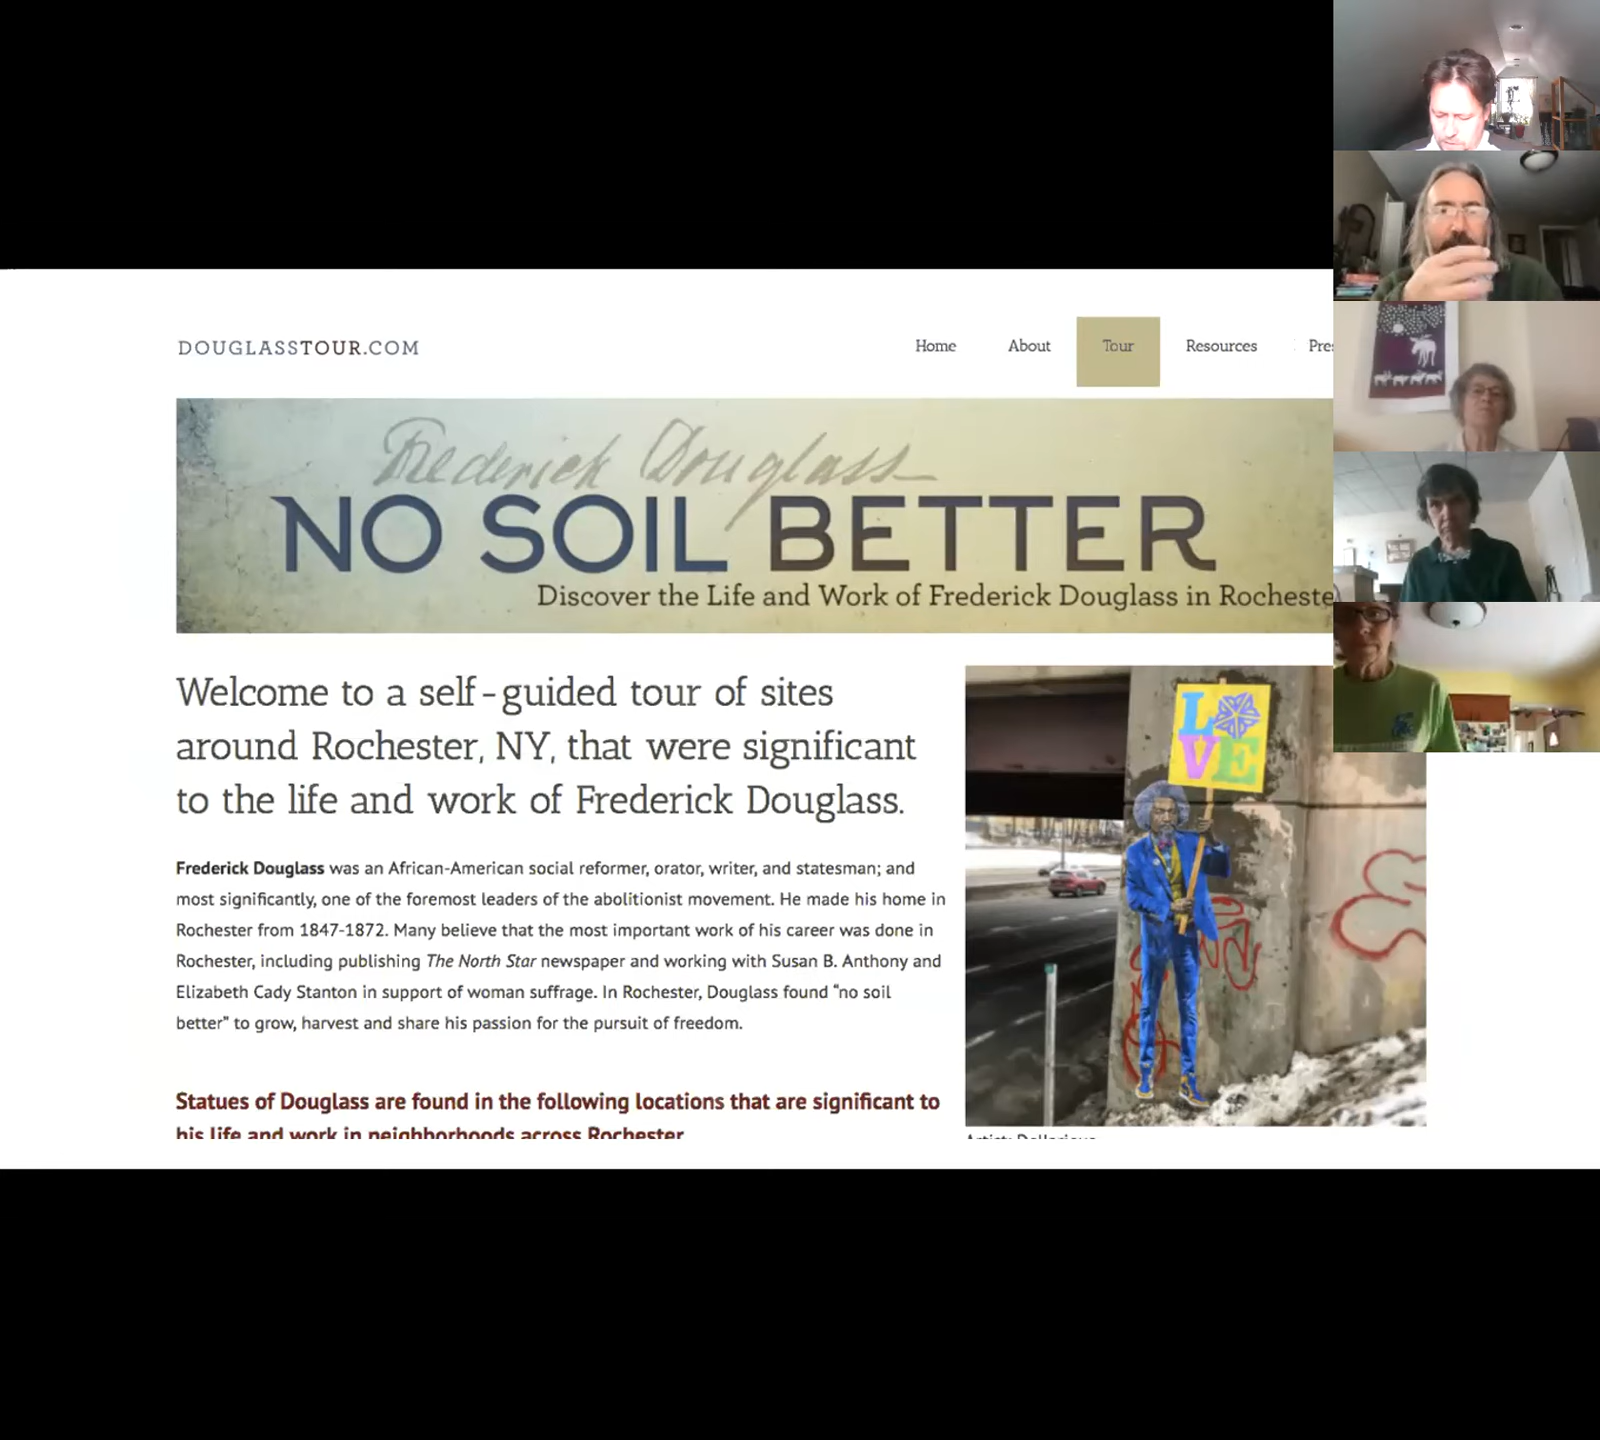 DOUGLASSTOUR.COM
Home About Tour Resources Pres
Frederick Douglass
NO SOIL BETTER
Discover the Life and Work of Frederick Douglass in Rocheste
Welcome to a self-guided tour of sites
around Rochester, NY, that were significant
to the life and work of Frederick Douglass.
Frederick Douglass was an African-American social reformer, orator, writer, and statesman; and
most significantly, one of the foremost leaders of the abolitionist movement. He made his home in
Rochester from 1847-1872. Many believe that the most important work of his career was done in
Rochester, including publishing The North Star newspaper and working with Susan B. Anthony and
Elizabeth Cady Stanton in support of woman suffrage. In Rochester, Douglass found “no soil
better” to grow, harvest and share his passion for the pursuit of freedom.
Statues of Douglass are found in the following locations that are significant to
his life and work in neighborhoods across Rochester
LOVE